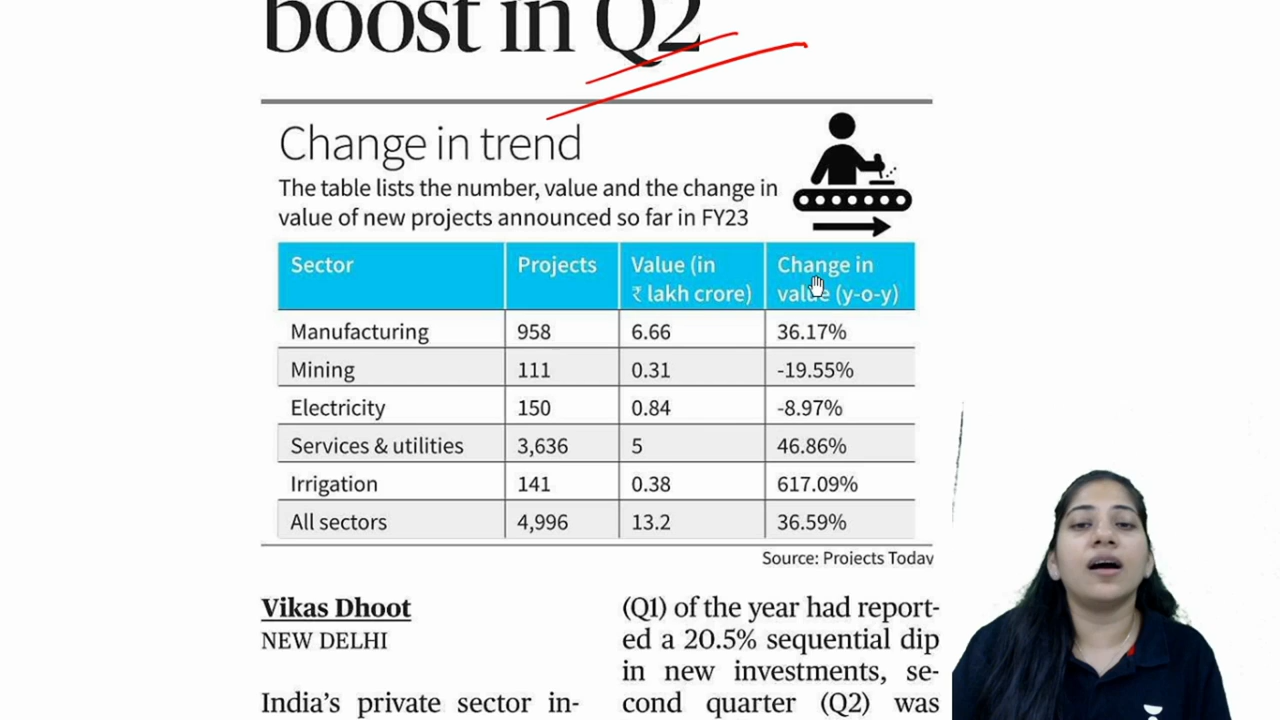 boost in Q2
Change in trend
The table lists the number, value and the change in
value of new projects announced so far in FY23
Sector Projects Value (in ₹ lakh crore) Change in value (y-o-y)
Manufacturing 958 6.66 36.17%
Mining 111 0.31 -19.55%
Electricity 150 0.84 -8.97%
Services & utilities 3,636 5 46.86%
Irrigation 141 0.38 617.09%
All sectors 4,996 13.2 36.59%
Source: Projects Today
Vikas Dhoot
NEW DELHI
India's private sector in-
(Q1) of the year had report-
ed a 20.5% sequential dip
in new investments, se-
cond quarter (Q2) was